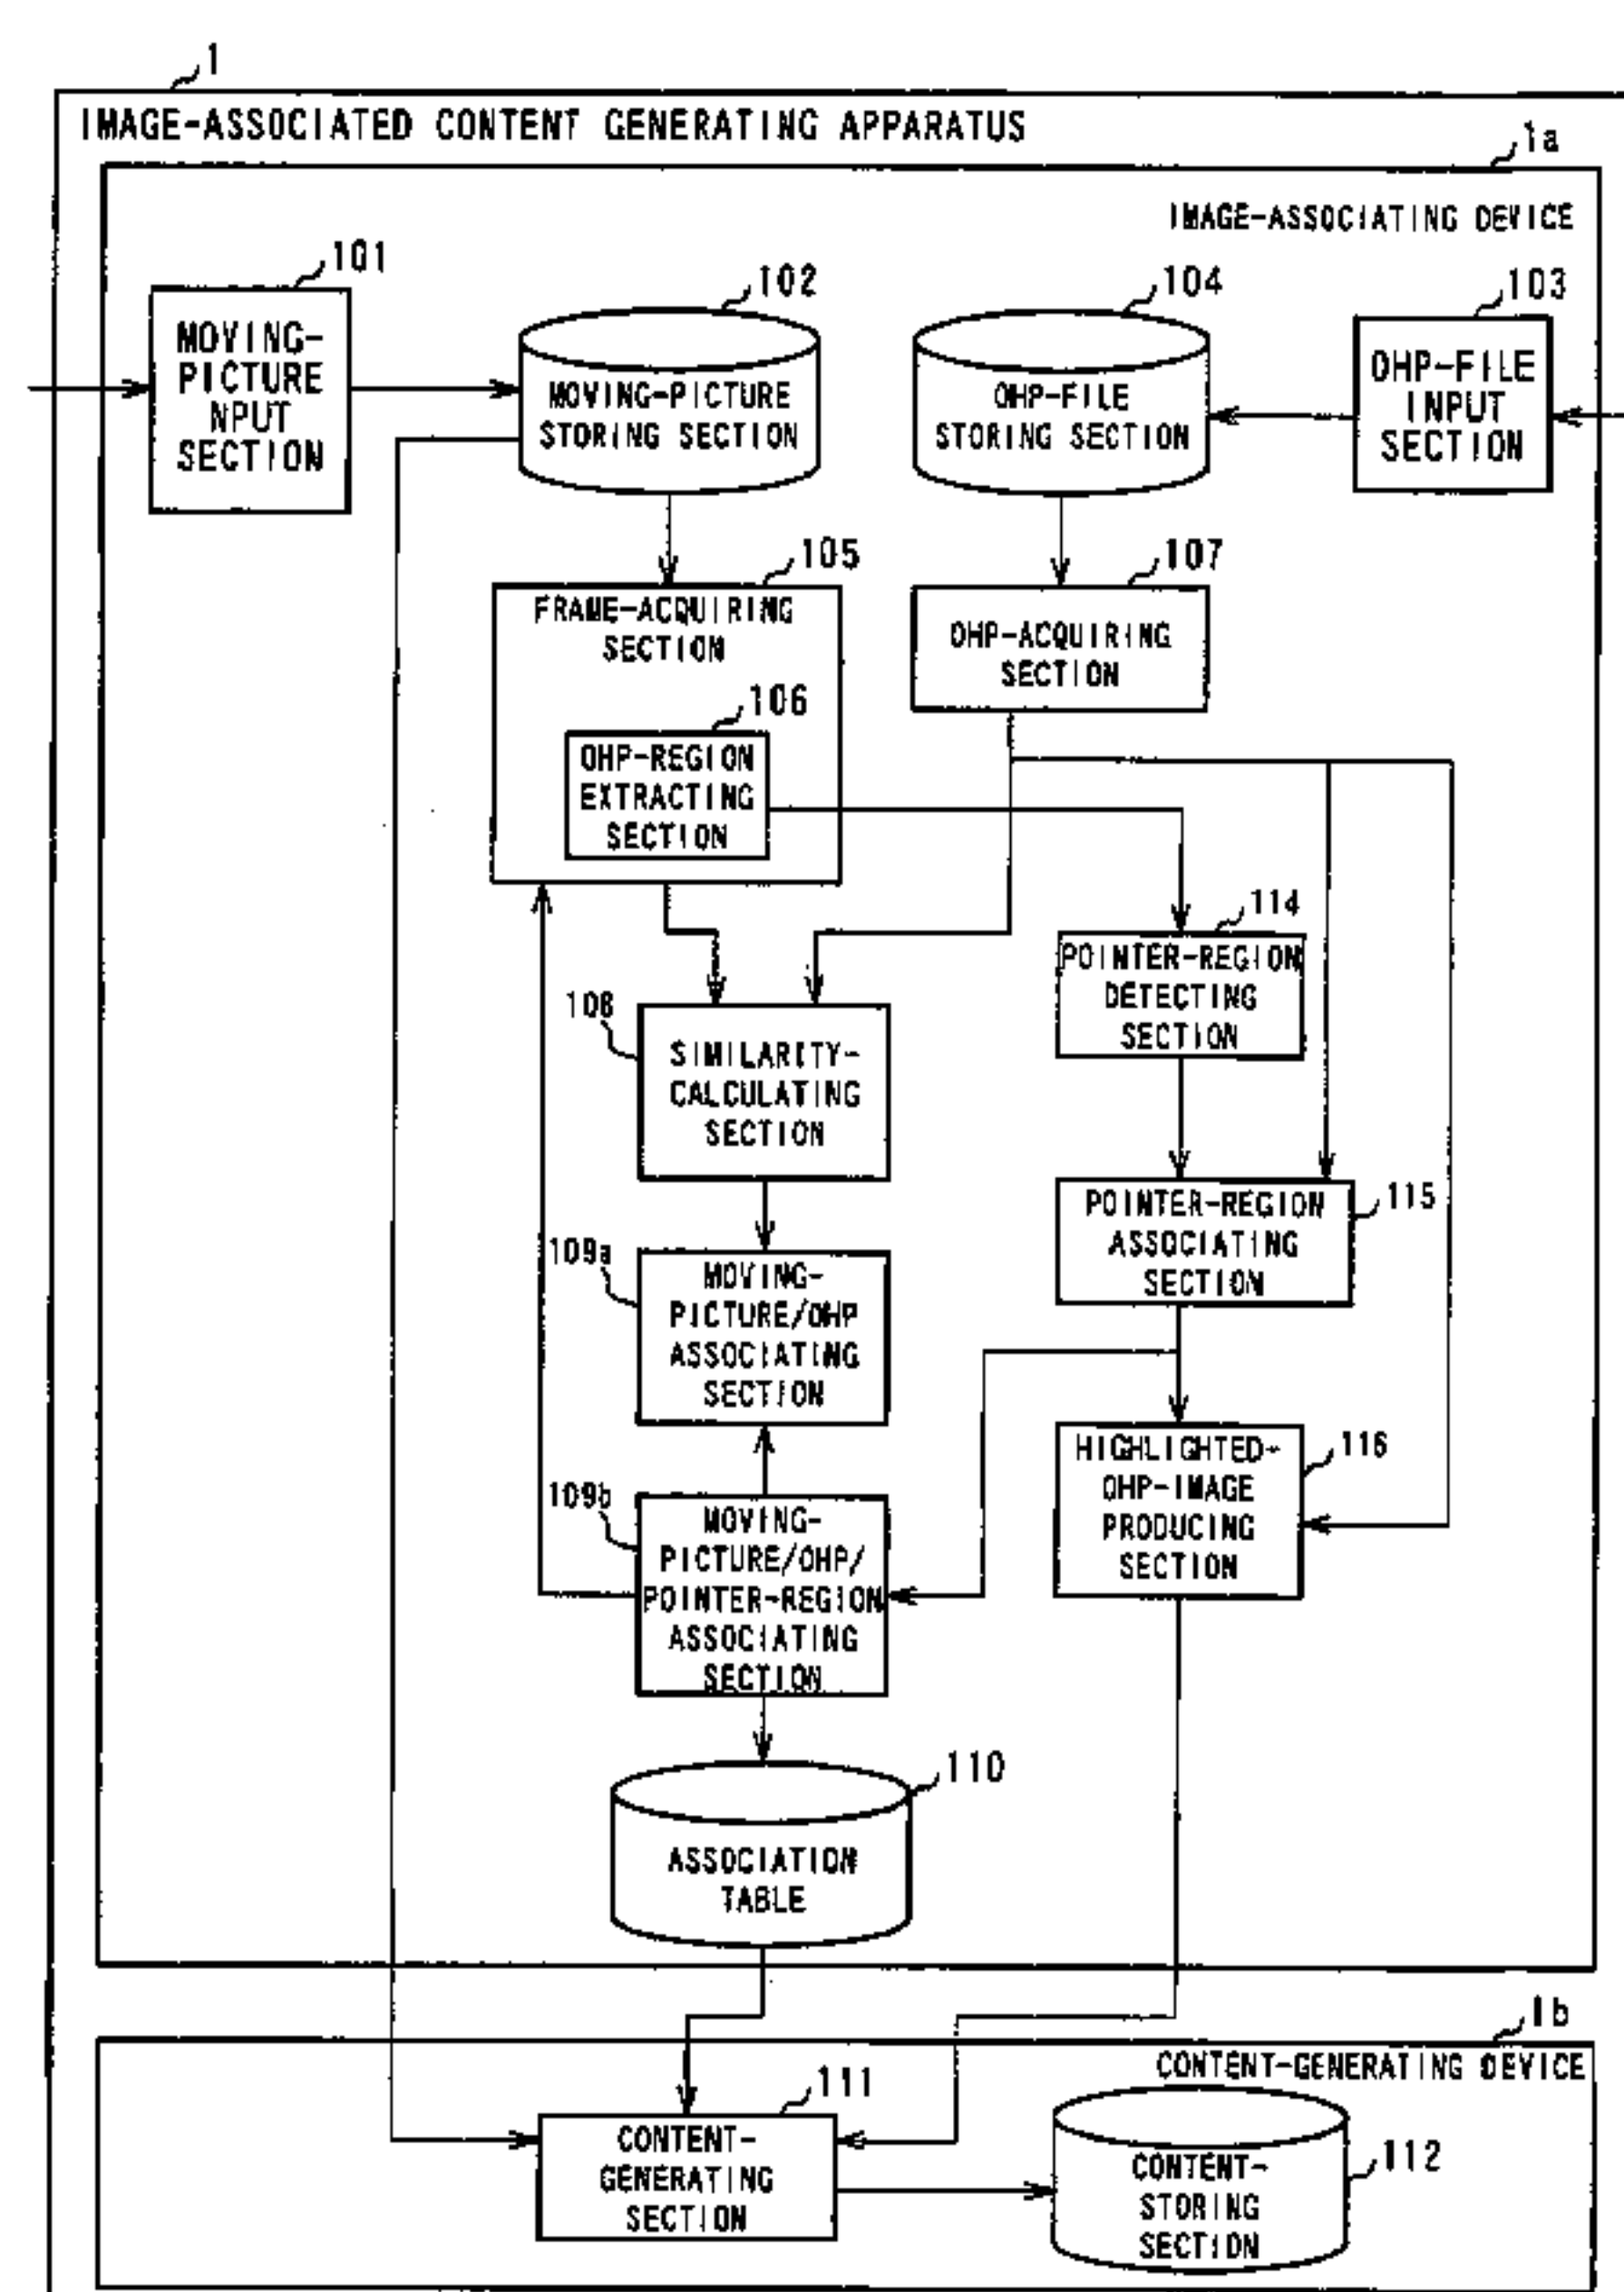 1
IMAGE-ASSOCIATED CONTENT GENERATING APPARATUS
1a
IMAGE-ASSOCIATING DEVICE
101
MOVING-
PICTURE
NPUT
SECTION
102
MOVING-PICTURE
STORING SECTION
104
OHP-FILE
STORING SECTION
103
OHP-FILE
INPUT
SECTION
105
FRAME-ACQUIRING
SECTION
106
OHP-REGION
EXTRACTING
SECTION
107
OHP-ACQUIRING
SECTION
114
POINTER-REGION
DETECTING
SECTION
108
SIMILARITY-
CALCULATING
SECTION
115
POINTER-REGION
ASSOCIATING
SECTION
109a
MOVING-
PICTURE/OHP
ASSOCIATING
SECTION
116
HIGHLIGHTED-
OHP-IMAGE
PRODUCING
SECTION
109b
MOVING-
PICTURE/OHP/
POINTER-REGION
ASSOCIATING
SECTION
110
ASSOCIATION
TABLE
1b
CONTENT-GENERATING DEVICE
111
CONTENT-
GENERATING
SECTION
112
CONTENT-
STORING
SECTION